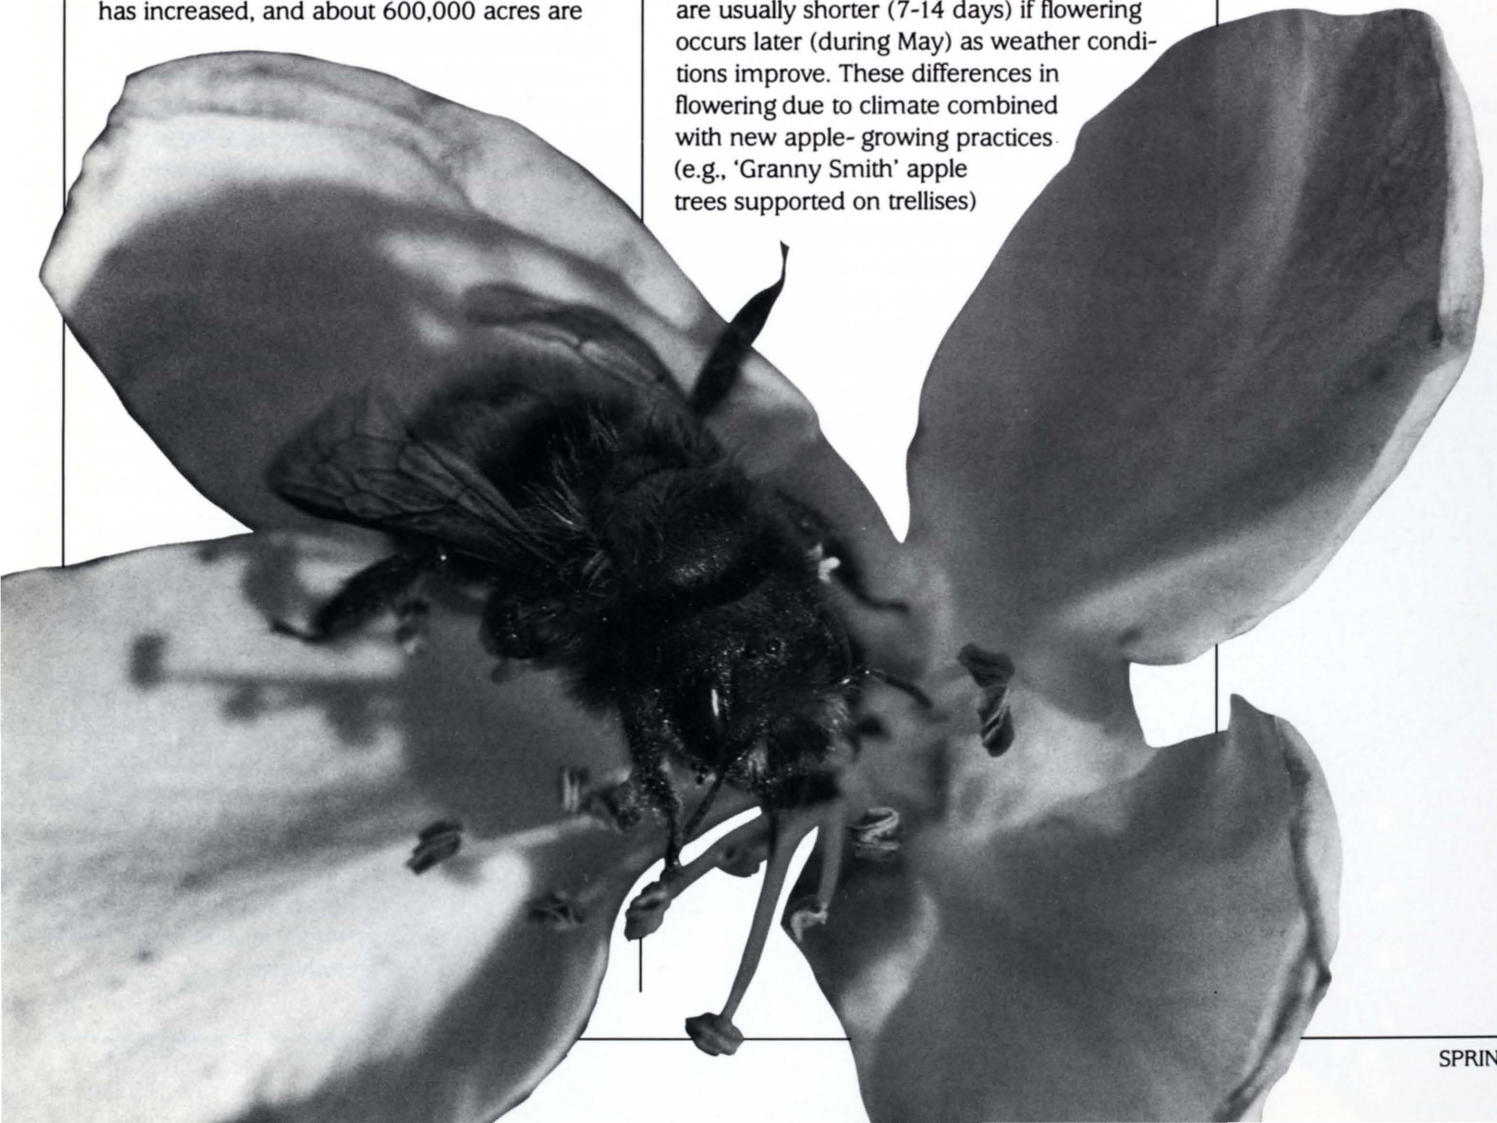 has increased, and about 600,000 acres are
are usually shorter (7-14 days) if flowering
occurs later (during May) as weather condi-
tions improve. These differences in
flowering due to climate combined
with new apple- growing practices
(e.g., ‘Granny Smith’ apple
trees supported on trellises)
SPRIN